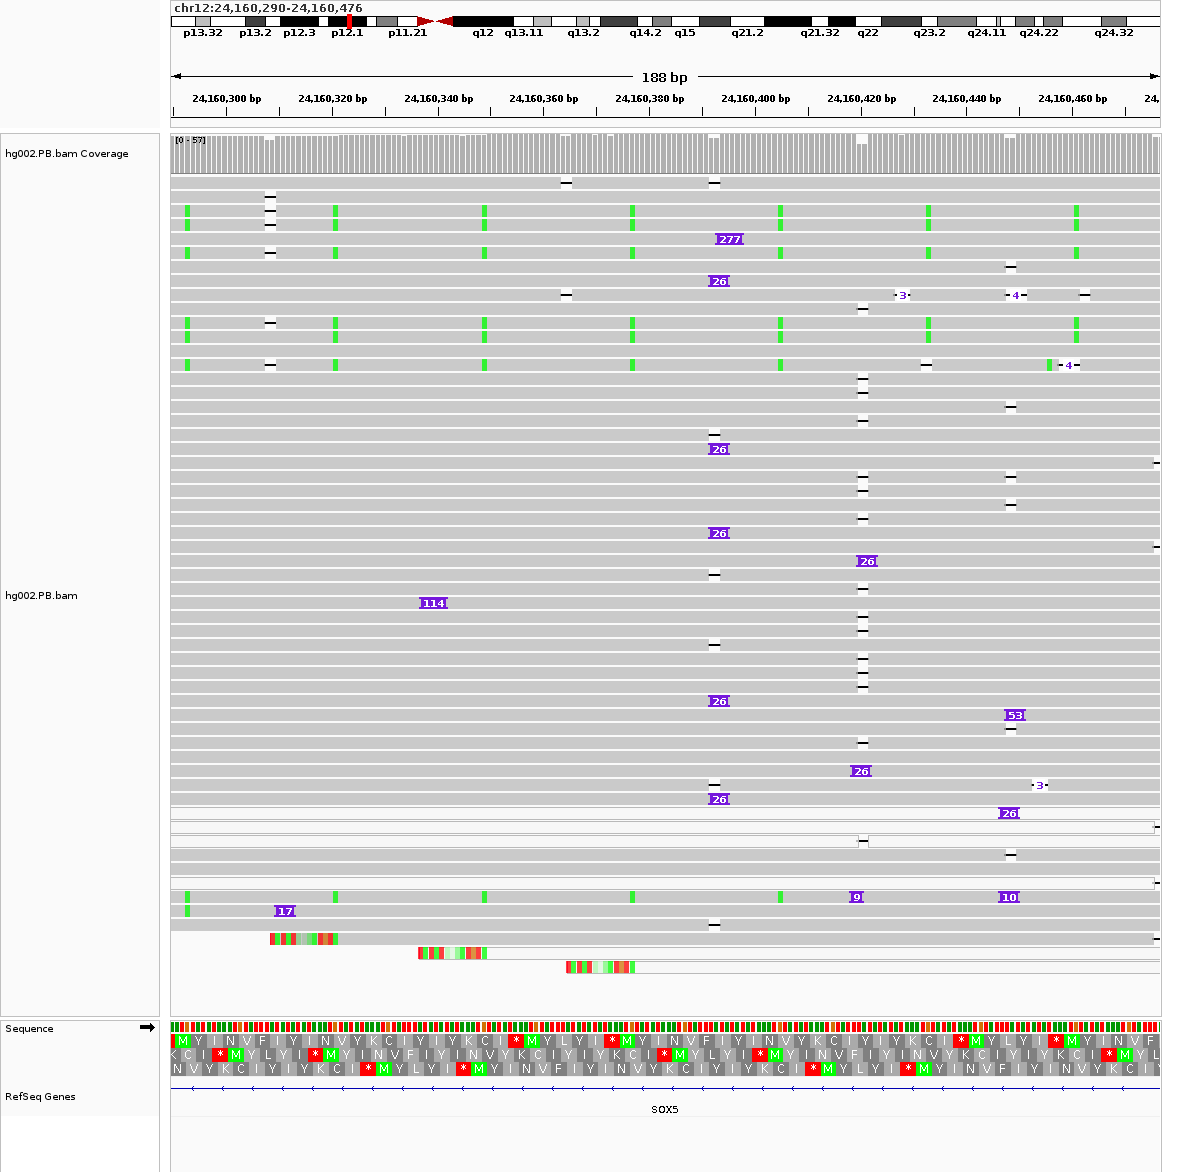 chr12:24,160,290-24,160,476
p13.32 p13.2 p12.3 p12.1 p11.21 q12 q13.11 q13.2 q14.2 q15 q21.2 q21.32 q22 q23.2 q24.11 q24.22 q24.32
188 bp
24,160,300 bp 24,160,320 bp 24,160,340 bp 24,160,360 bp 24,160,380 bp 24,160,400 bp 24,160,420 bp 24,160,440 bp 24,160,460 bp 24,
[0 - 57]
hg002.PB.bam Coverage
277
26
3 4
4
26
26
26
hg002.PB.bam
114
26
53
26
3
26
26
9 10
17
Sequence
M Y I N V F I Y I N V Y K C I Y I Y K C I * M Y L Y I * M Y I N V F I Y I N V Y K C I Y I Y K C I * M Y L Y I * M Y I N V F
K C I * M Y L Y I * M Y I N V F I Y I N V Y K C I Y I Y K C I * M Y L Y I * M Y I N V F I Y I N V Y K C I Y I Y K C I * M Y L
N V Y K C I Y I Y K C I * M Y L Y I * M Y I N V F I Y I N V Y K C I Y I Y K C I * M Y L Y I * M Y I N V F I Y I N V Y K C I Y
RefSeq Genes
SOX5